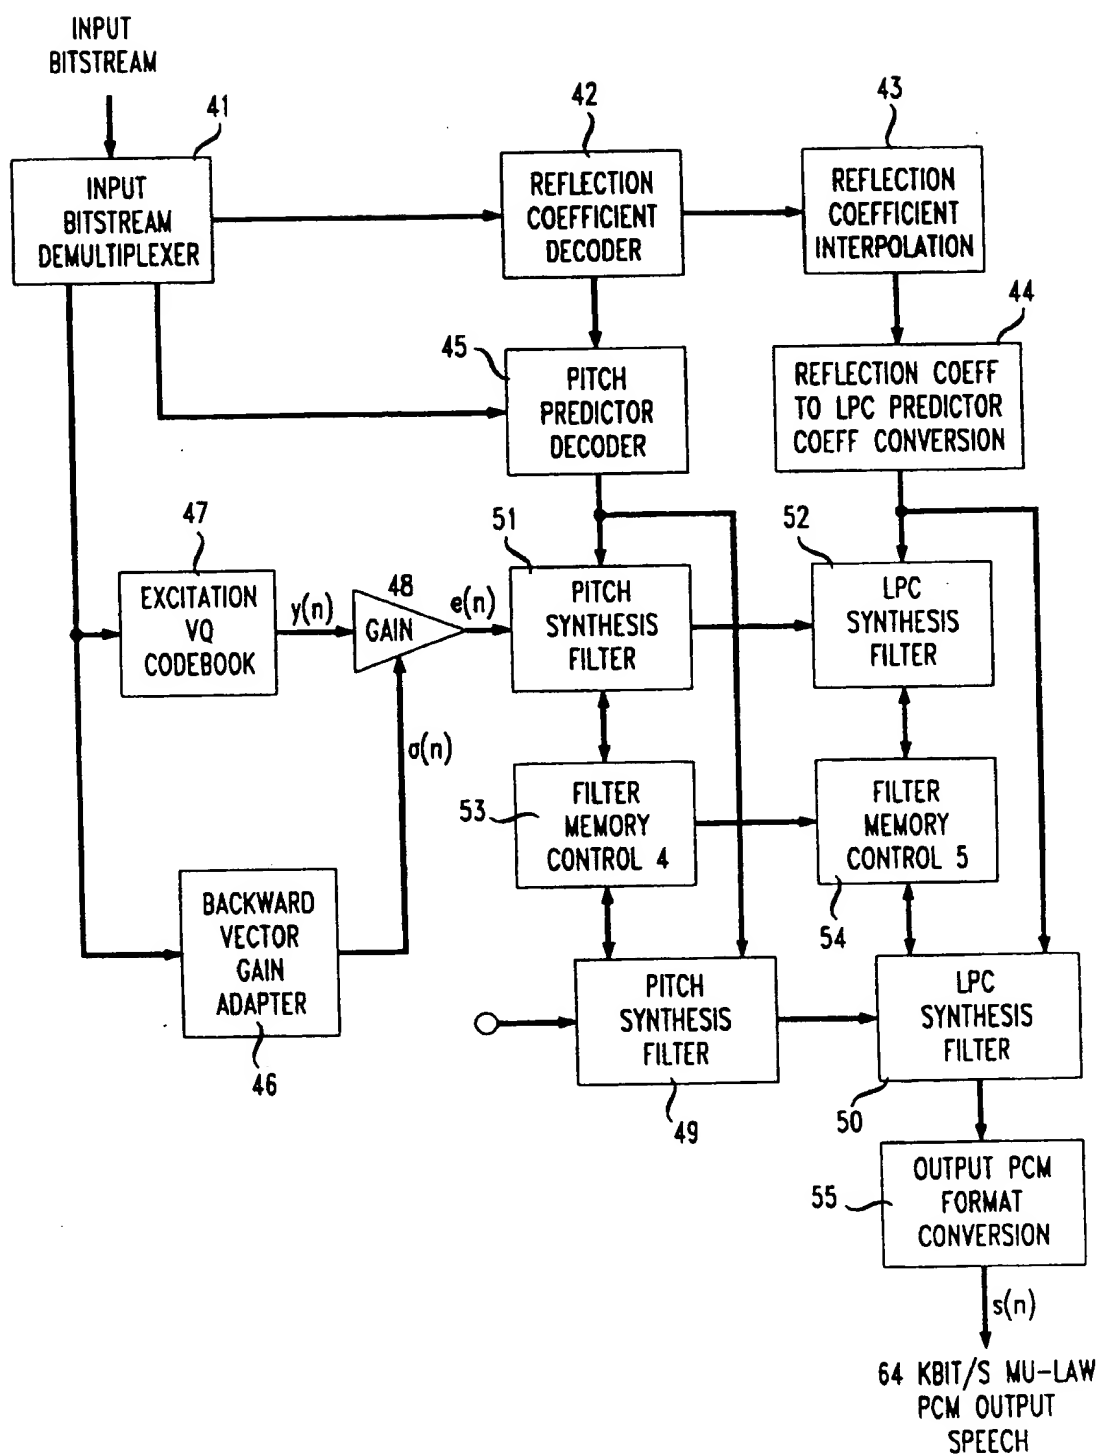 INPUT
BITSTREAM
41
INPUT
BITSTREAM
DEMULTIPLEXER
42
REFLECTION
COEFFICIENT
DECODER
43
REFLECTION
COEFFICIENT
INTERPOLATION
44
REFLECTION COEFF
TO LPC PREDICTOR
COEFF CONVERSION
45
PITCH
PREDICTOR
DECODER
47
EXCITATION
VQ
CODEBOOK
y(n)
48
GAIN
e(n)
51
PITCH
SYNTHESIS
FILTER
52
LPC
SYNTHESIS
FILTER
σ(n)
53
FILTER
MEMORY
CONTROL 4
FILTER
MEMORY
CONTROL 5
54
BACKWARD
VECTOR
GAIN
ADAPTER
46
PITCH
SYNTHESIS
FILTER
49
LPC
SYNTHESIS
FILTER
50
55
OUTPUT PCM
FORMAT
CONVERSION
s(n)
64 KBIT/S MU-LAW
PCM OUTPUT
SPEECH